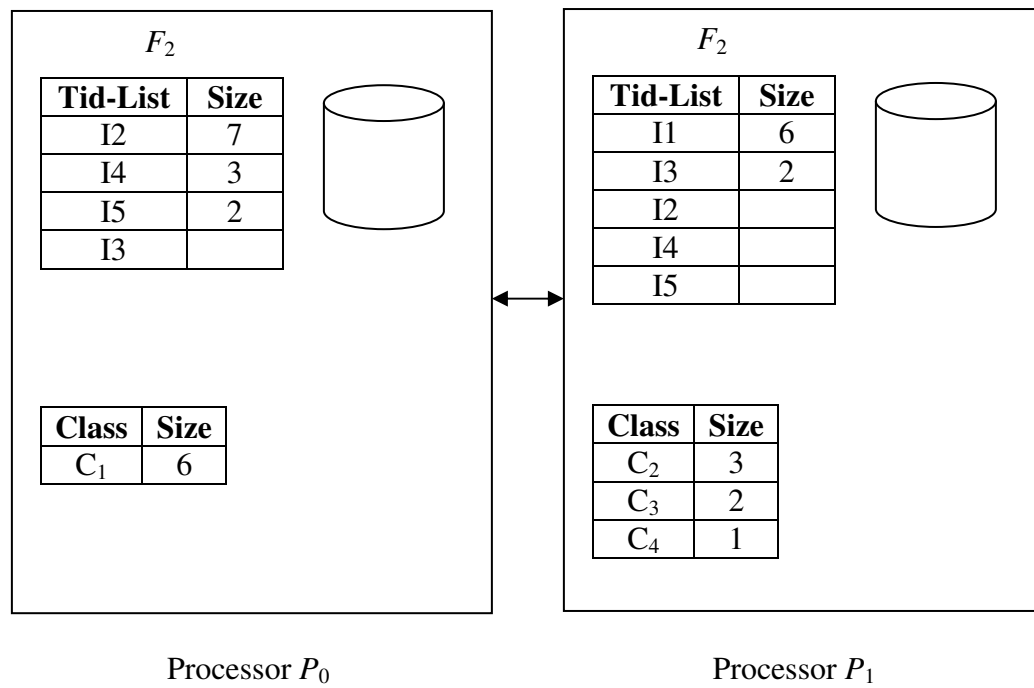 F2
Tid-List Size
I2 7
I4 3
I5 2
I3
Class Size
C1 6
Processor P0
F2
Tid-List Size
I1 6
I3 2
I2
I4
I5
Class Size
C2 3
C3 2
C4 1
Processor P1